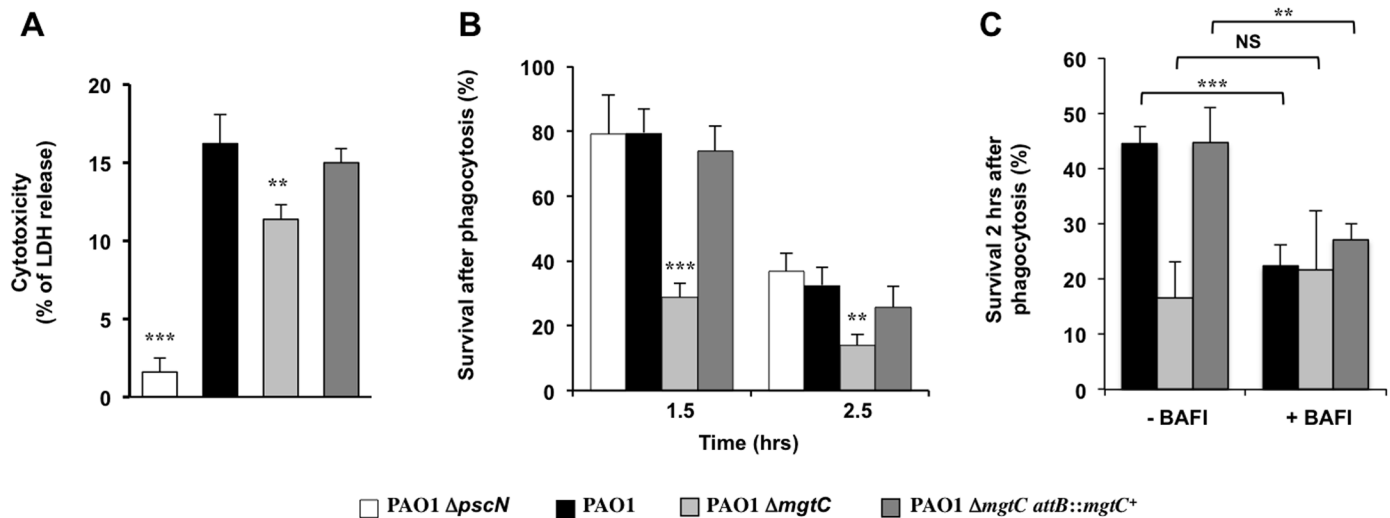 A
Cytotoxicity
(% of LDH release)
20
15
10
5
0
***
**
B
Survival after phagocytosis (%)
100
80
60
40
20
0
***
**
1.5
2.5
Time (hrs)
C
Survival 2 hrs after
phagocytosis (%)
60
50
40
30
20
10
0
**
NS
***
- BAFI
+ BAFI
PAO1 ΔpscN
PAO1
PAO1 ΔmgtC
PAO1 ΔmgtC attB::mgtC+